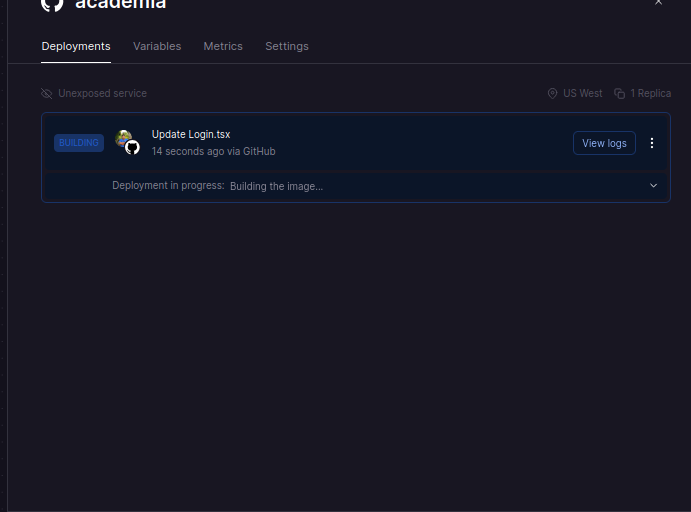 academia
Deployments Variables Metrics Settings
Unexposed service US West 1 Replica
BUILDING Update Login.tsx View logs
14 seconds ago via GitHub
Deployment in progress: Building the image...